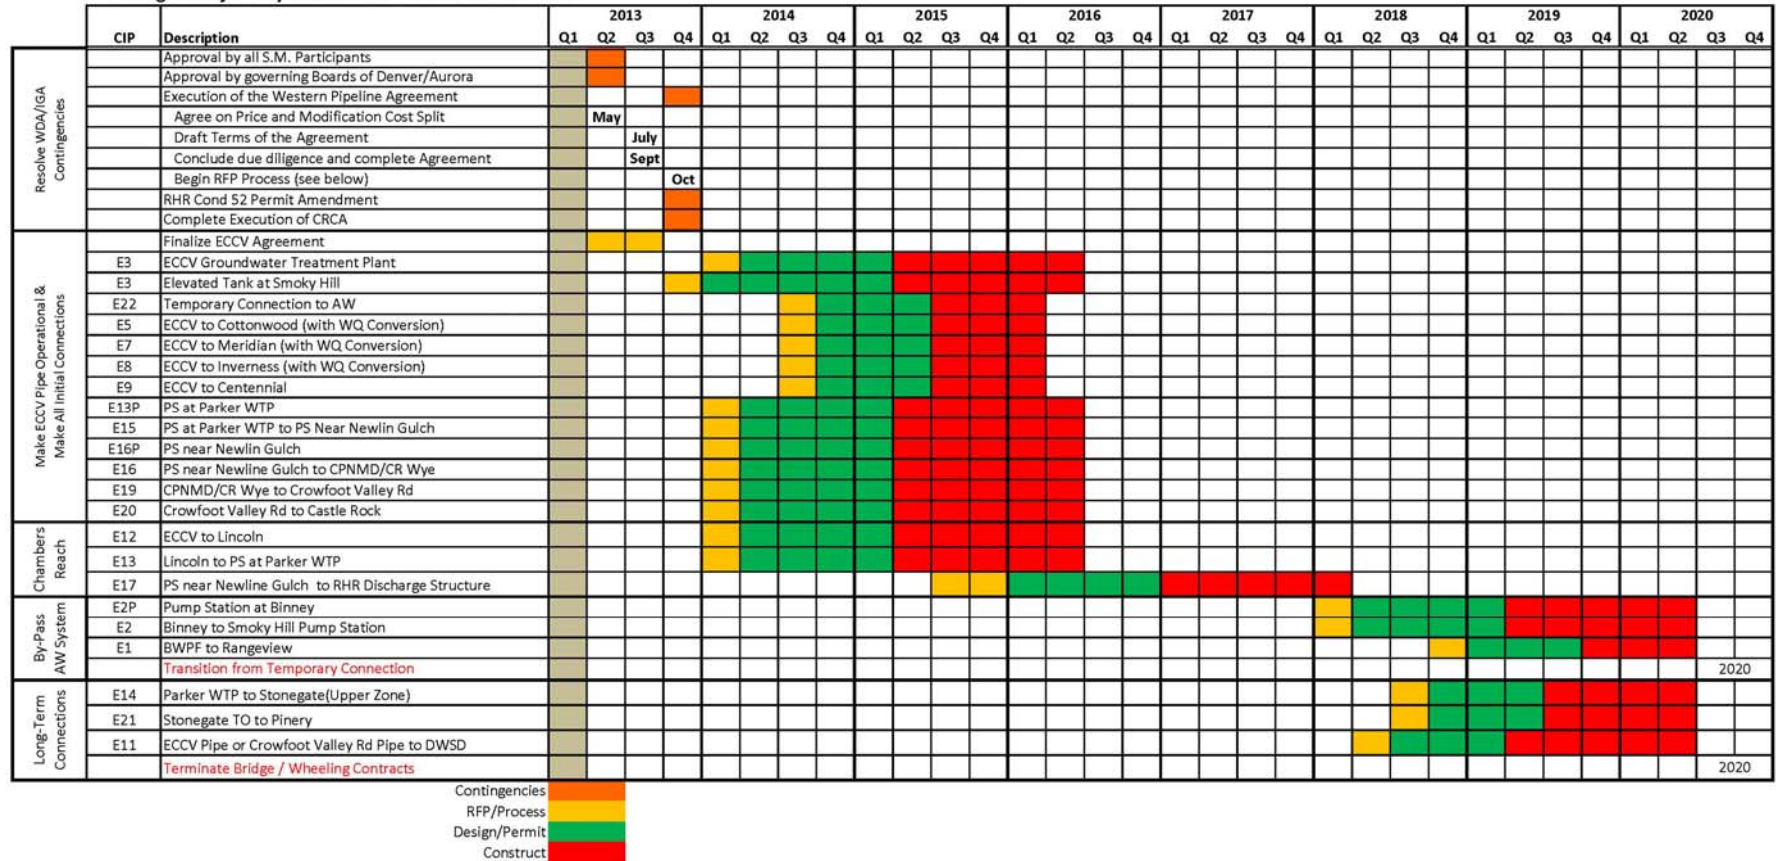 2013 2014 2015 2016 2017 2018 2019 2020
CIP Description Q1 Q2 Q3 Q4 Q1 Q2 Q3 Q4 Q1 Q2 Q3 Q4 Q1 Q2 Q3 Q4 Q1 Q2 Q3 Q4 Q1 Q2 Q3 Q4 Q1 Q2 Q3 Q4 Q1 Q2 Q3 Q4
Resolve WDA/IGA
Contingencies
Approval by all S.M. Participants
Approval by governing Boards of Denver/Aurora
Execution of the Western Pipeline Agreement
Agree on Price and Modification Cost Split May
Draft Terms of the Agreement July
Conclude due diligence and complete Agreement Sept
Begin RFP Process (see below) Oct
RHR Cond 52 Permit Amendment
Complete Execution of CRCA
Make ECCV Pipe Operational &
Make All Initial Connections
Finalize ECCV Agreement
E3 ECCV Groundwater Treatment Plant
E3 Elevated Tank at Smoky Hill
E22 Temporary Connection to AW
E5 ECCV to Cottonwood (with WQ Conversion)
E7 ECCV to Meridian (with WQ Conversion)
E8 ECCV to Inverness (with WQ Conversion)
E9 ECCV to Centennial
E13P PS at Parker WTP
E15 PS at Parker WTP to PS Near Newlin Gulch
E16P PS near Newlin Gulch
E16 PS near Newline Gulch to CPNMD/CR Wye
E19 CPNMD/CR Wye to Crowfoot Valley Rd
E20 Crowfoot Valley Rd to Castle Rock
Chambers
Reach
E12 ECCV to Lincoln
E13 Lincoln to PS at Parker WTP
E17 PS near Newline Gulch to RHR Discharge Structure
By-Pass
AW System
E2P Pump Station at Binney
E2 Binney to Smoky Hill Pump Station
E1 BWPF to Rangeview
Transition from Temporary Connection 2020
Long-Term
Connections
E14 Parker WTP to Stonegate(Upper Zone)
E21 Stonegate TO to Pinery
E11 ECCV Pipe or Crowfoot Valley Rd Pipe to DWSD
Terminate Bridge / Wheeling Contracts 2020
Contingencies
RFP/Process
Design/Permit
Construct